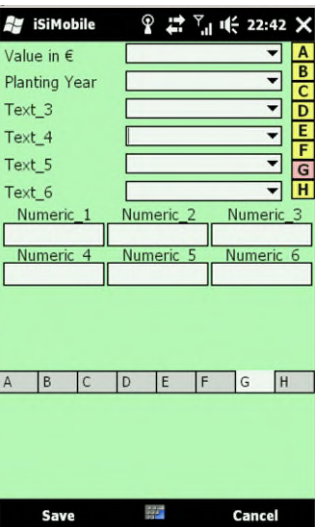 iSiMobile 22:42
Value in € A
B
Planting Year C
Text_3 D
Text_4 E
F
Text_5 G
Text_6 H
Numeric_1 Numeric_2 Numeric_3
Numeric_4 Numeric_5 Numeric_6
A B C D E F G H
Save Cancel